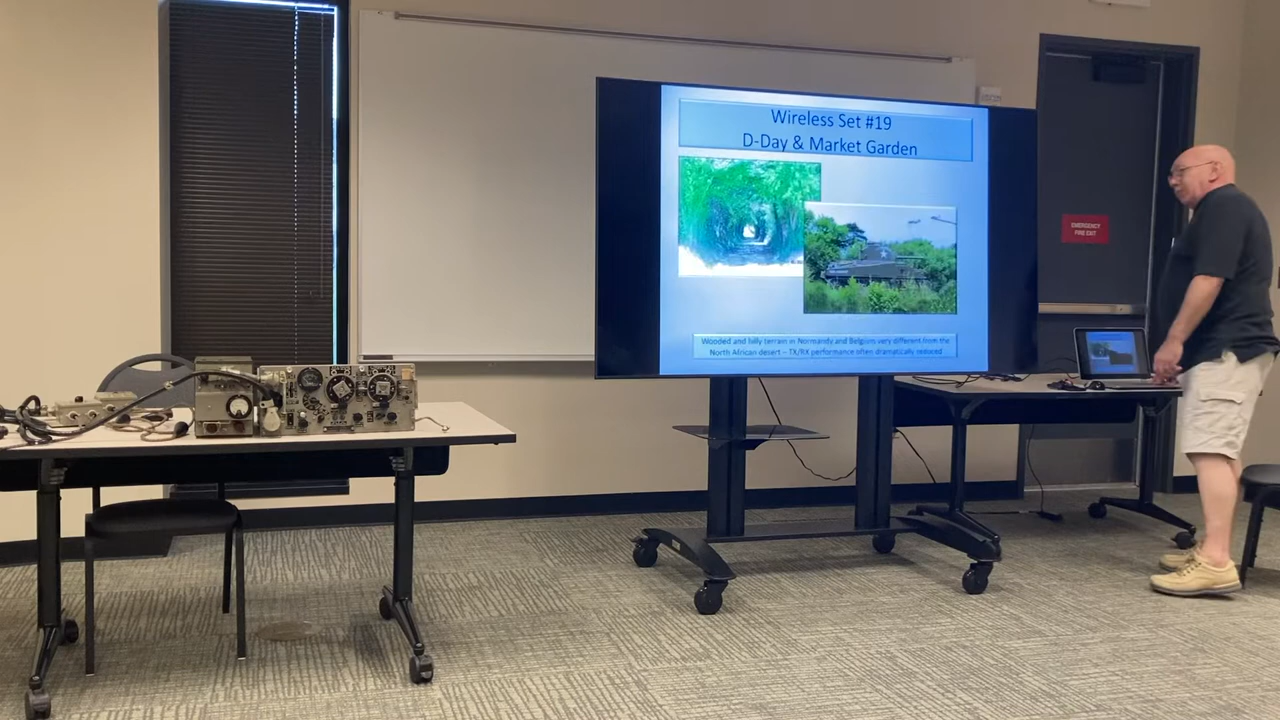 Wireless Set #19
D-Day & Market Garden
Wooded and hilly terrain in Normandy and Belgium very different from the
North African desert – TX/RX performance often dramatically reduced
EMERGENCY
FIRE EXIT